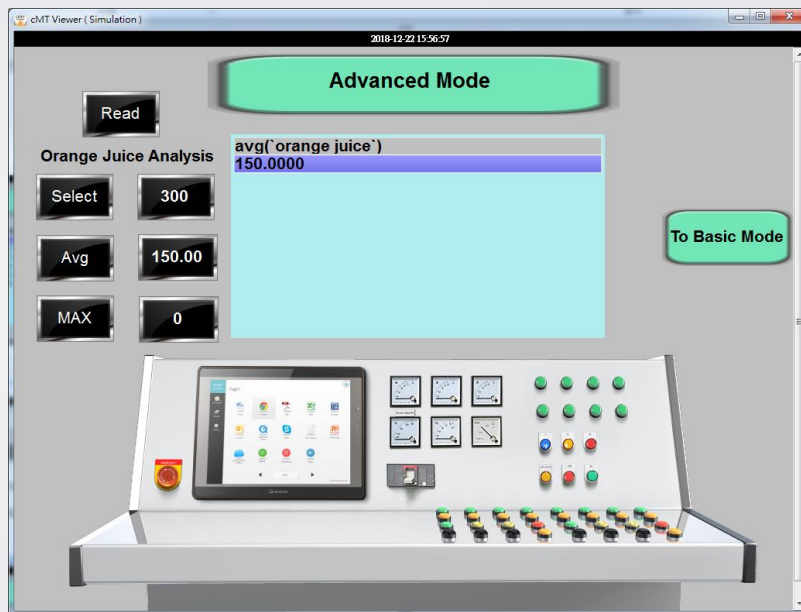 cMT Viewer ( Simulation )
2018-12-22 15:56:57
Advanced Mode
Read
Orange Juice Analysis
avg(`orange juice`)
150.0000
Select
300
Avg
150.00
MAX
0
To Basic Mode